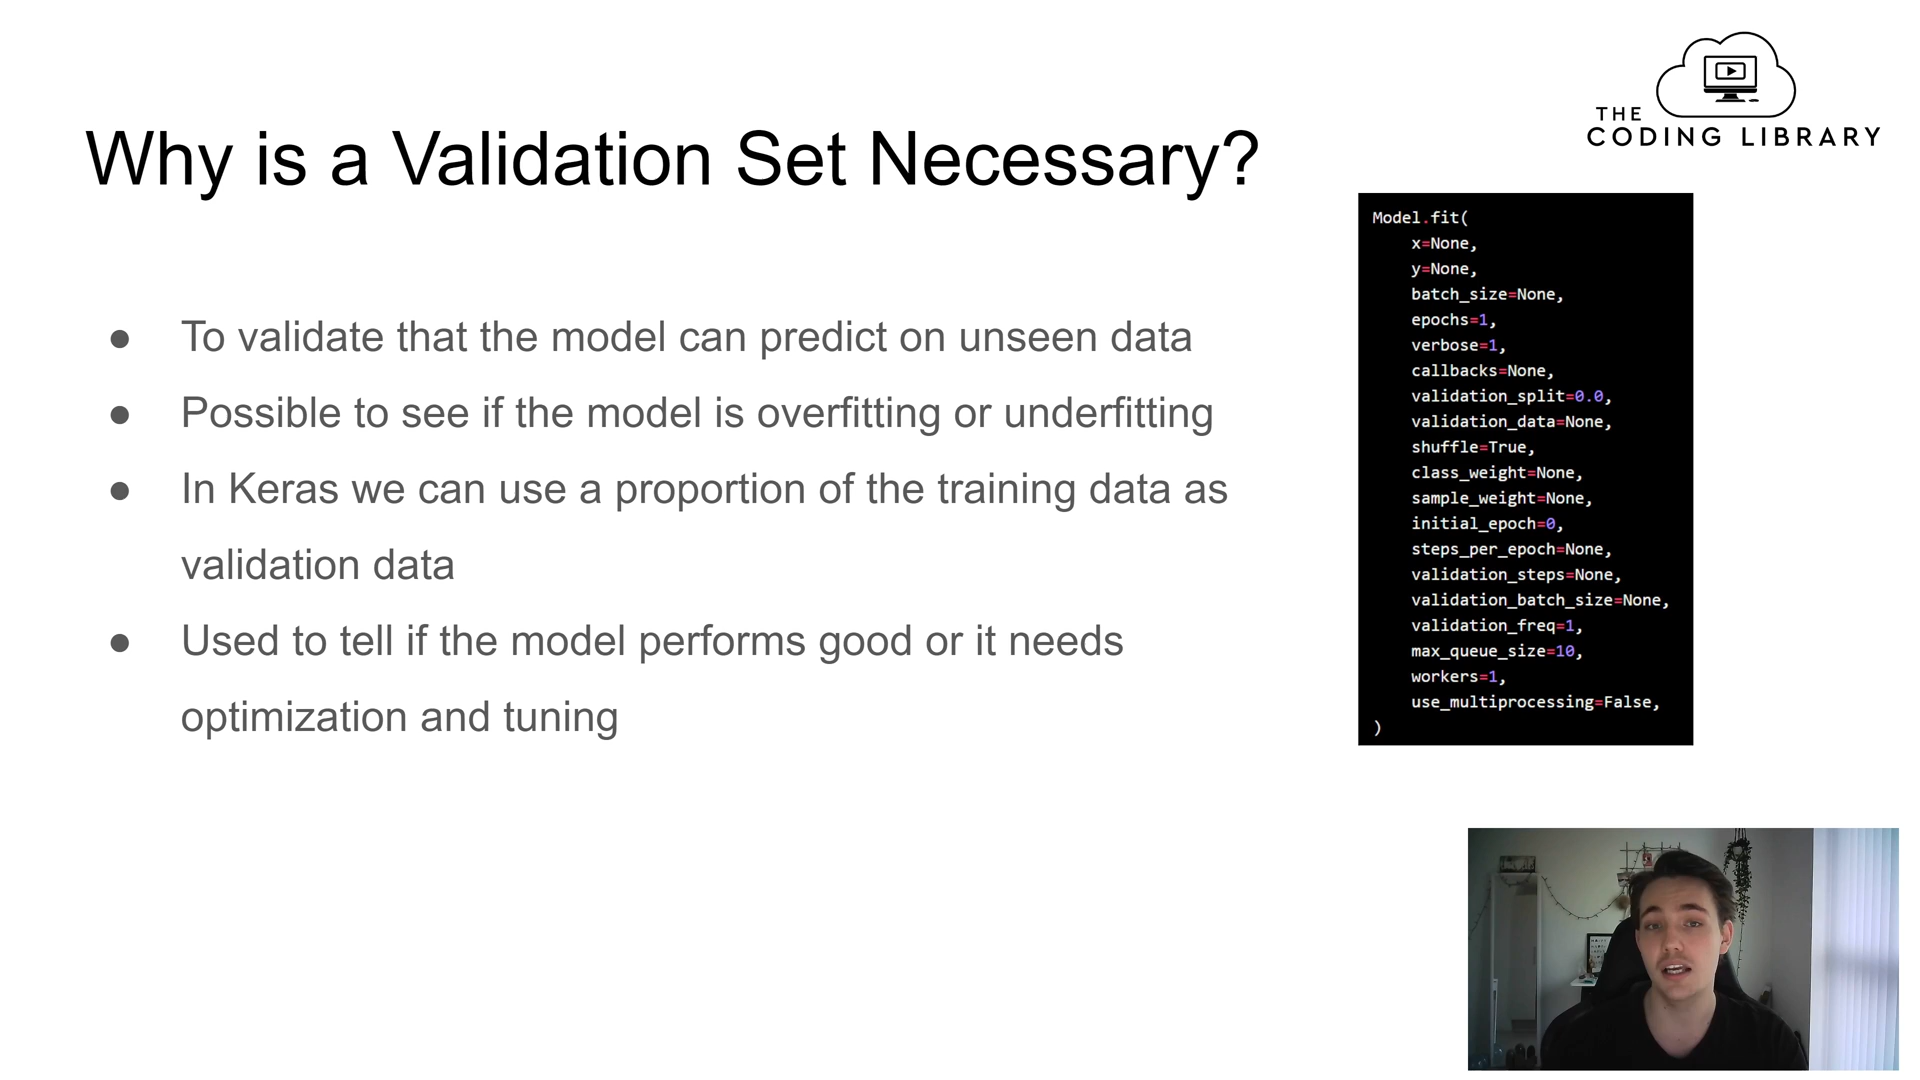 THE
CODING LIBRARY
Why is a Validation Set Necessary?
● To validate that the model can predict on unseen data
● Possible to see if the model is overfitting or underfitting
● In Keras we can use a proportion of the training data as
validation data
● Used to tell if the model performs good or it needs
optimization and tuning
Model.fit(
x=None,
y=None,
batch_size=None,
epochs=1,
verbose=1,
callbacks=None,
validation_split=0.0,
validation_data=None,
shuffle=True,
class_weight=None,
sample_weight=None,
initial_epoch=0,
steps_per_epoch=None,
validation_steps=None,
validation_batch_size=None,
validation_freq=1,
max_queue_size=10,
workers=1,
use_multiprocessing=False,
)